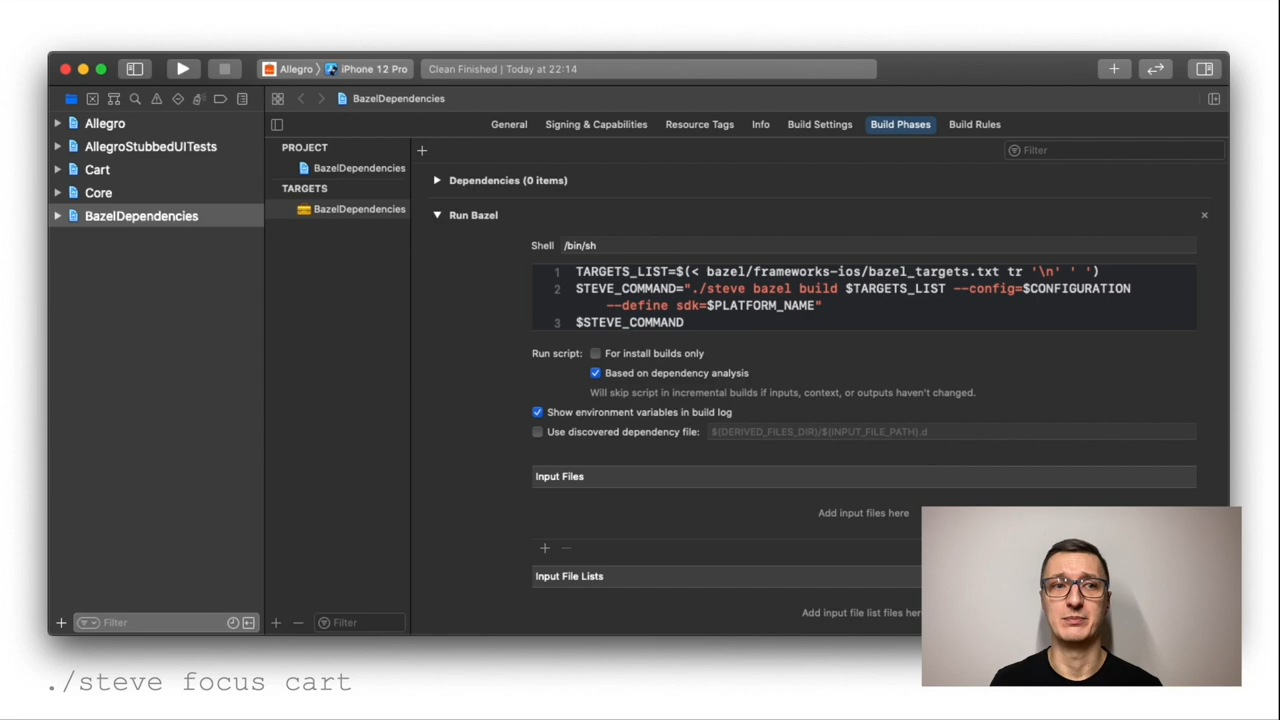 Allegro
iPhone 12 Pro
Clean Finished | Today at 22:14
BazelDependencies
Allegro
AllegroStubbedUITests
Cart
Core
BazelDependencies
Filter
PROJECT
BazelDependencies
TARGETS
BazelDependencies
Filter
General Signing & Capabilities Resource Tags Info Build Settings Build Phases Build Rules
Filter
Dependencies (0 items)
Run Bazel
Shell /bin/sh
1 TARGETS_LIST=$(< bazel/frameworks-ios/bazel_targets.txt tr '\n' ' ')
2 STEVE_COMMAND="./steve bazel build $TARGETS_LIST --config=$CONFIGURATION
--define sdk=$PLATFORM_NAME"
3 $STEVE_COMMAND
Run script: For install builds only
Based on dependency analysis
Will skip script in incremental builds if inputs, context, or outputs haven't changed.
Show environment variables in build log
Use discovered dependency file: $(DERIVED_FILES_DIR)/$(INPUT_FILE_PATH).d
Input Files
Add input files here
Input File Lists
Add input file list files her
./steve focus cart